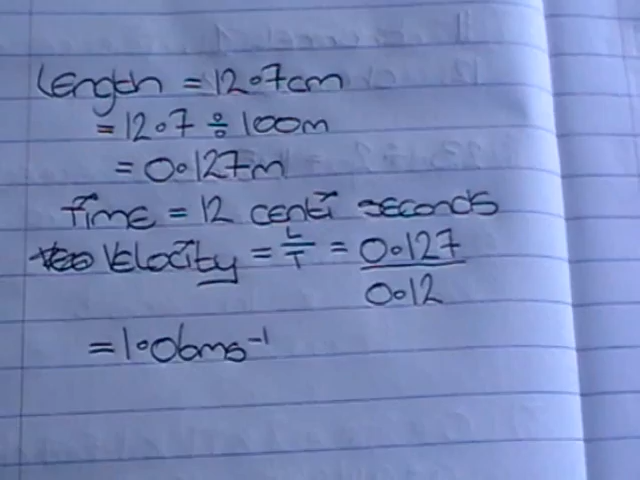 Length = 12.7cm
= 12.7 ÷ 100m
= 0.127m
Time = 12 centi seconds
Velocity = L/T = 0.127/0.12
= 1.06ms⁻¹